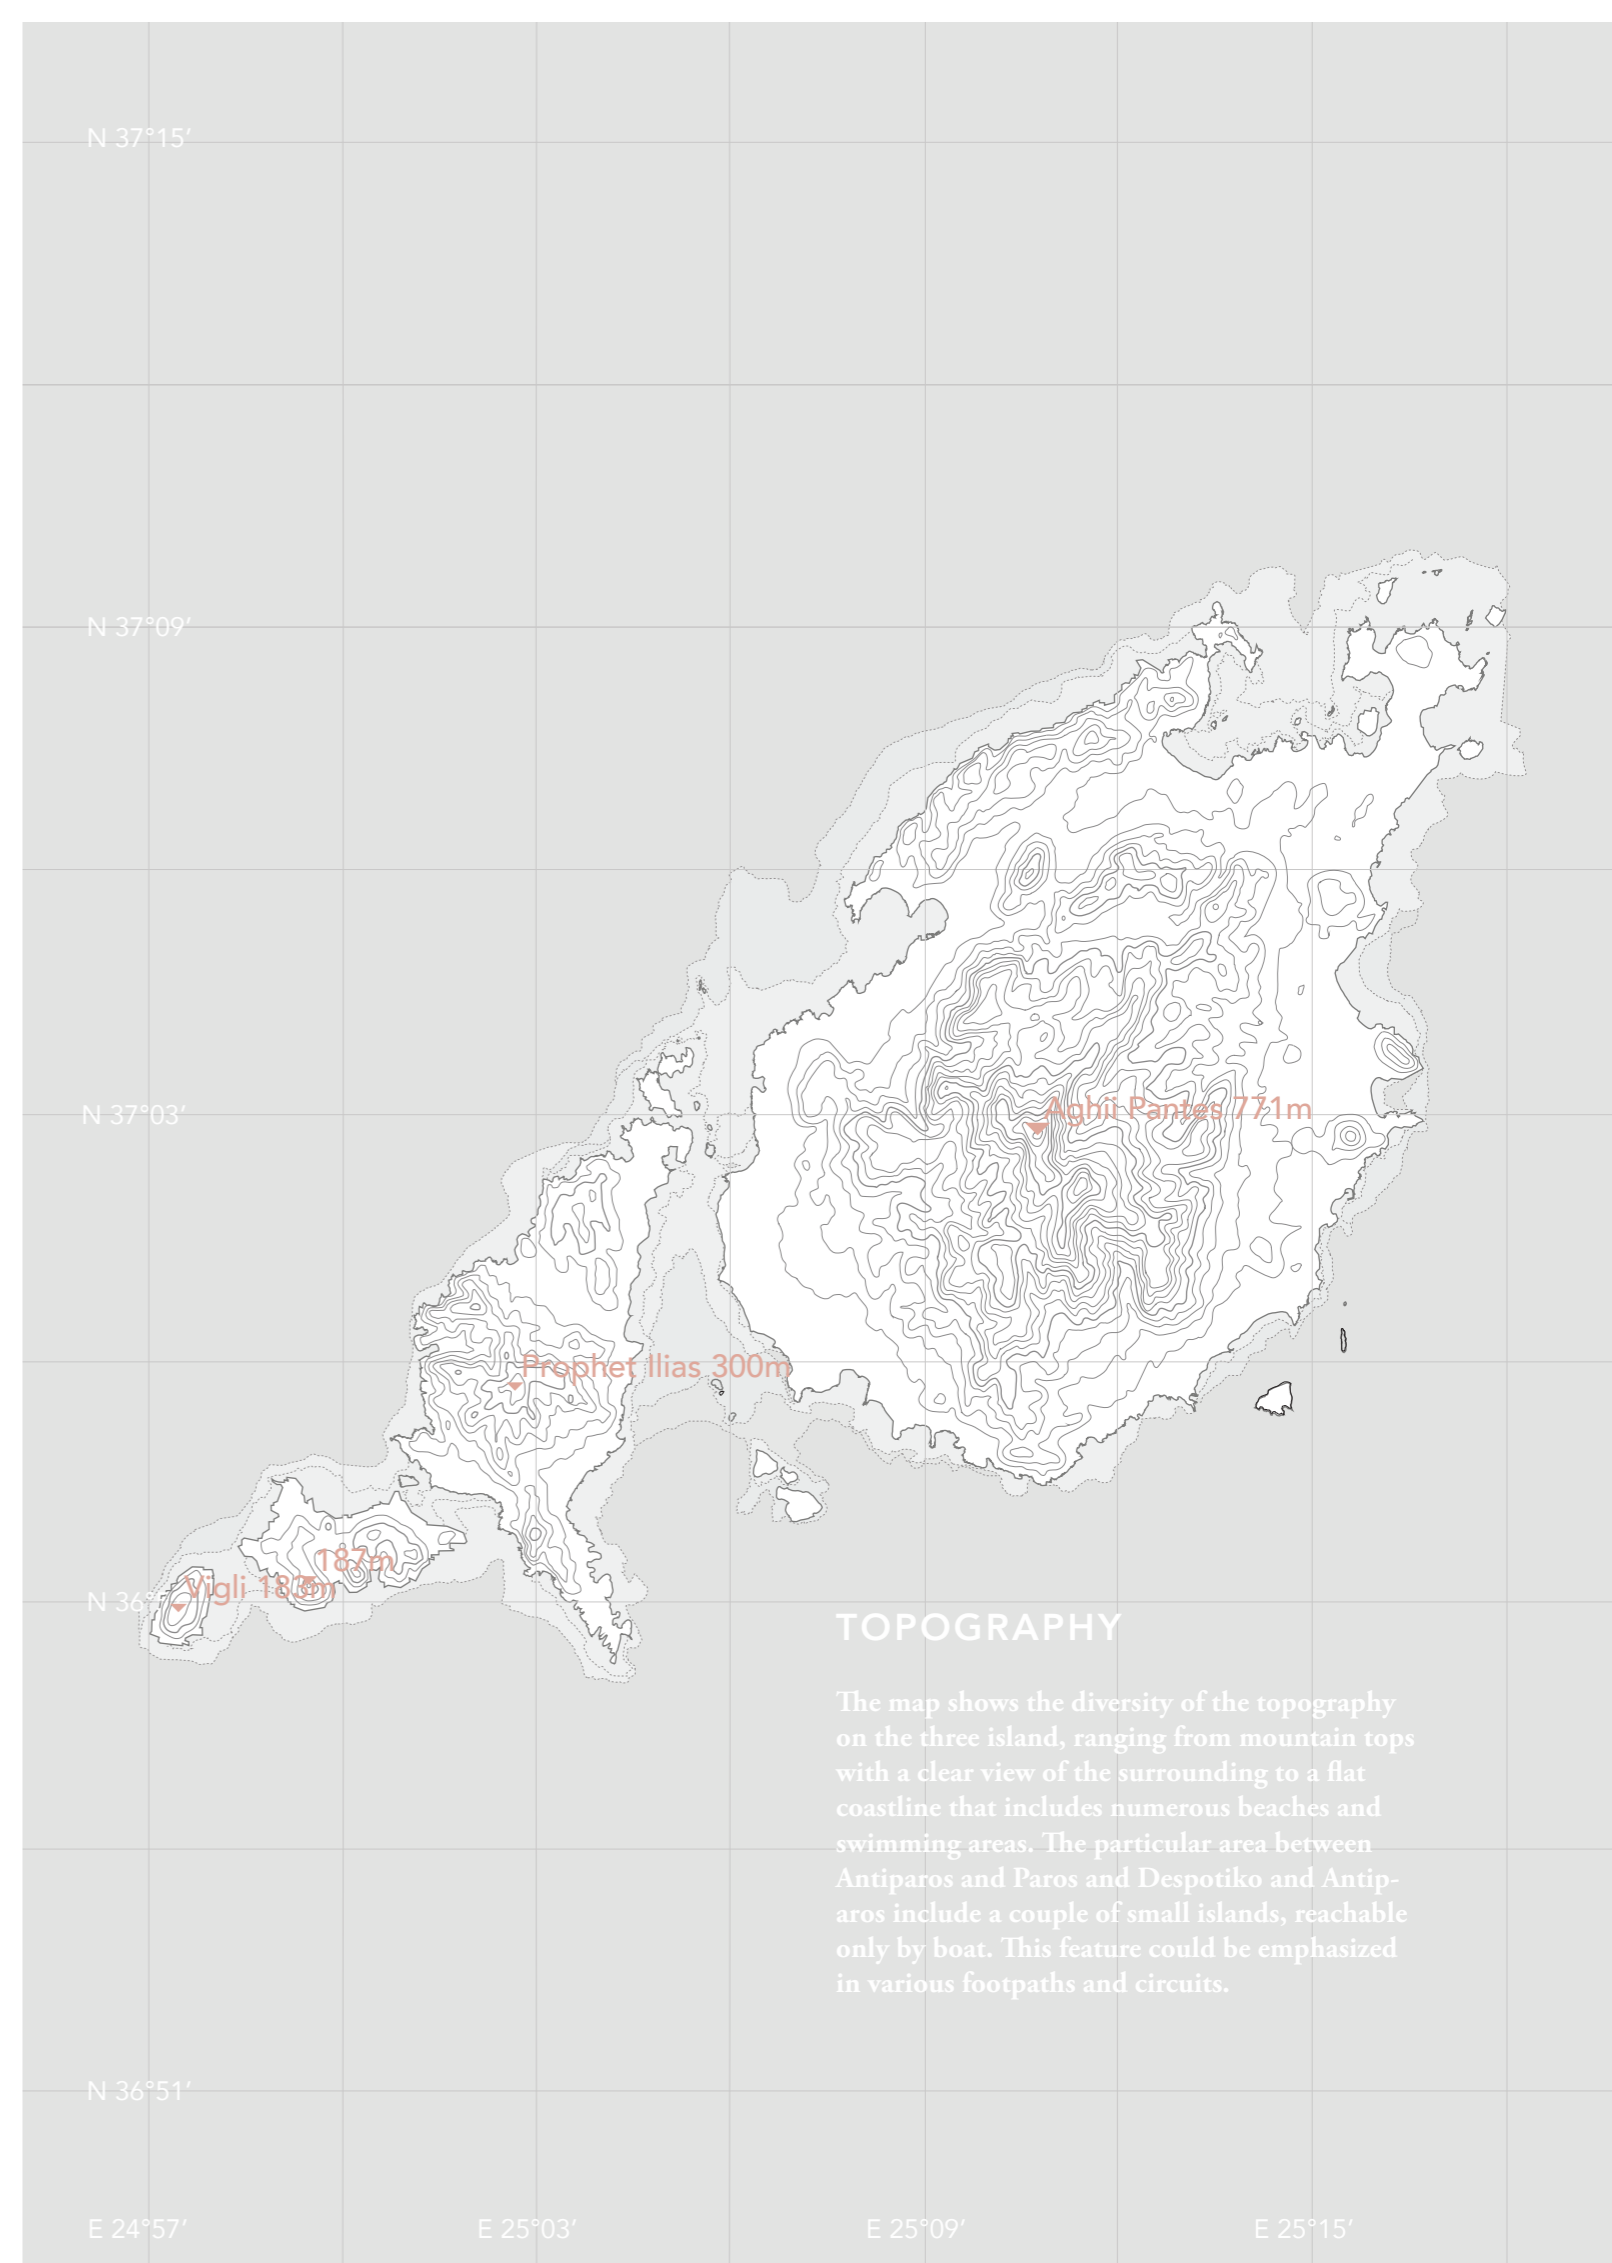 N 37°15′
N 37°09′
N 37°03′
Aghii Pantes 771m
Prophet Ilias 300m
187m
Vigli 183m
N 36°
TOPOGRAPHY
The map shows the diversity of the topography
on the three island, ranging from mountain tops
with a clear view of the surrounding to a flat
coastline that includes numerous beaches and
swimming areas. The particular area between
Antiparos and Paros and Despotiko and Antip-
aros include a couple of small islands, reachable
only by boat. This feature could be emphasized
in various footpaths and circuits.
N 36°51′
E 24°57′
E 25°03′
E 25°09′
E 25°15′